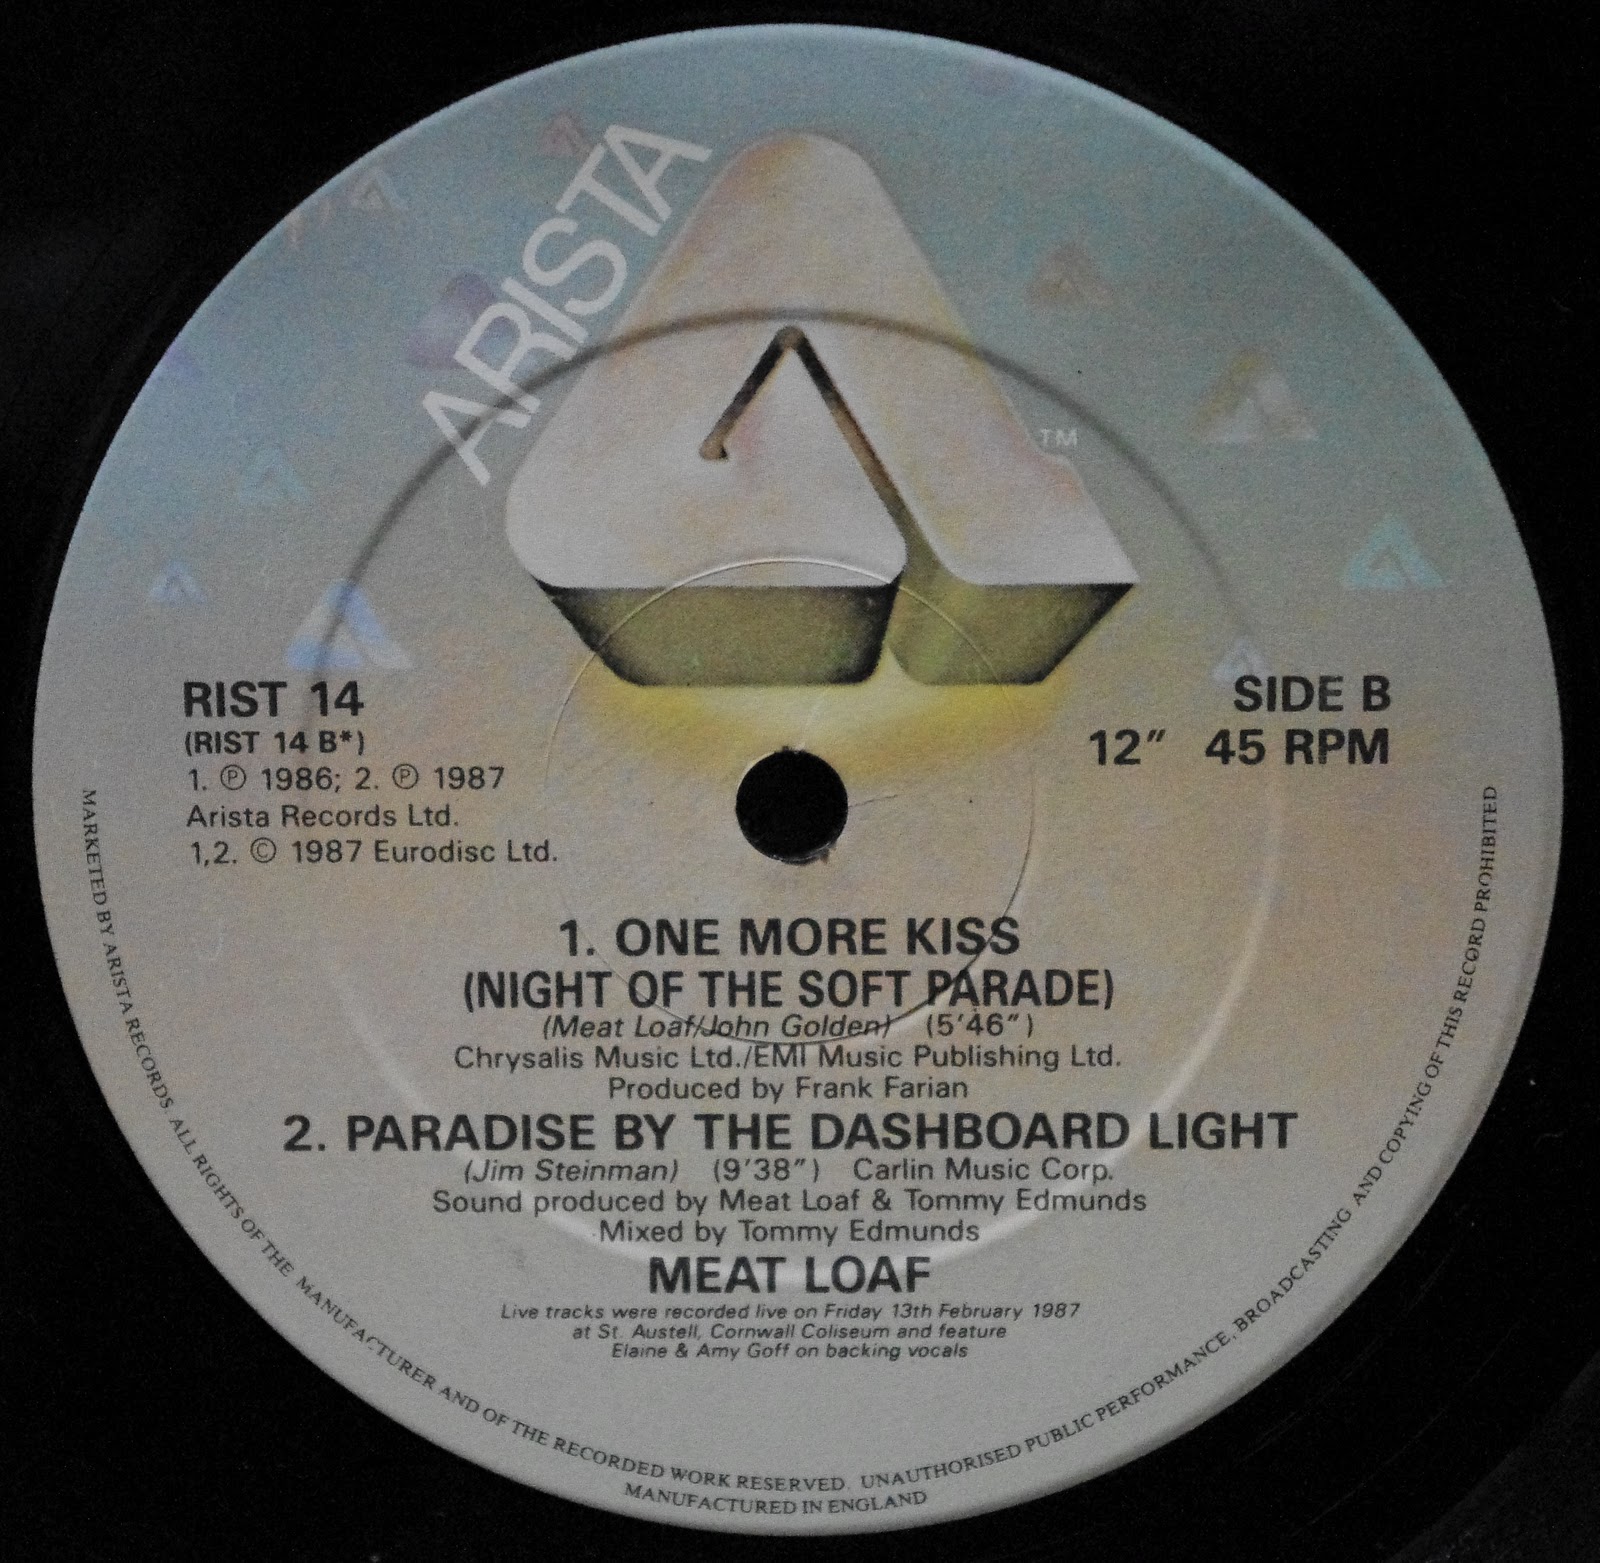 ARISTA
TM
RIST 14
(RIST 14 B*)
1. ℗ 1986; 2. ℗ 1987
Arista Records Ltd.
1,2. © 1987 Eurodisc Ltd.
SIDE B
12″ 45 RPM
1. ONE MORE KISS
(NIGHT OF THE SOFT PARADE)
(Meat Loaf/John Golden) (5′46″)
Chrysalis Music Ltd./EMI Music Publishing Ltd.
Produced by Frank Farian
2. PARADISE BY THE DASHBOARD LIGHT
(Jim Steinman) (9′38″) Carlin Music Corp.
Sound produced by Meat Loaf & Tommy Edmunds
Mixed by Tommy Edmunds
MEAT LOAF
Live tracks were recorded live on Friday 13th February 1987
at St. Austell, Cornwall Coliseum and feature
Elaine & Amy Goff on backing vocals
MARKETED BY ARISTA RECORDS. ALL RIGHTS OF THE MANUFACTURER AND OF THE RECORDED WORK RESERVED. UNAUTHORISED PUBLIC PERFORMANCE, BROADCASTING AND COPYING OF THIS RECORD PROHIBITED
MANUFACTURED IN ENGLAND